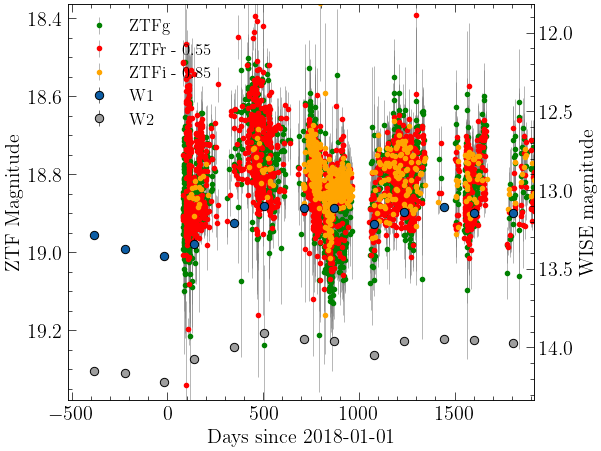 18.4
18.6
18.8
19.0
19.2
ZTF Magnitude
ZTFg
ZTFr - 0.55
ZTFi - 0.85
W1
W2
12.0
12.5
13.0
13.5
14.0
WISE magnitude
−500 0 500 1000 1500
Days since 2018-01-01